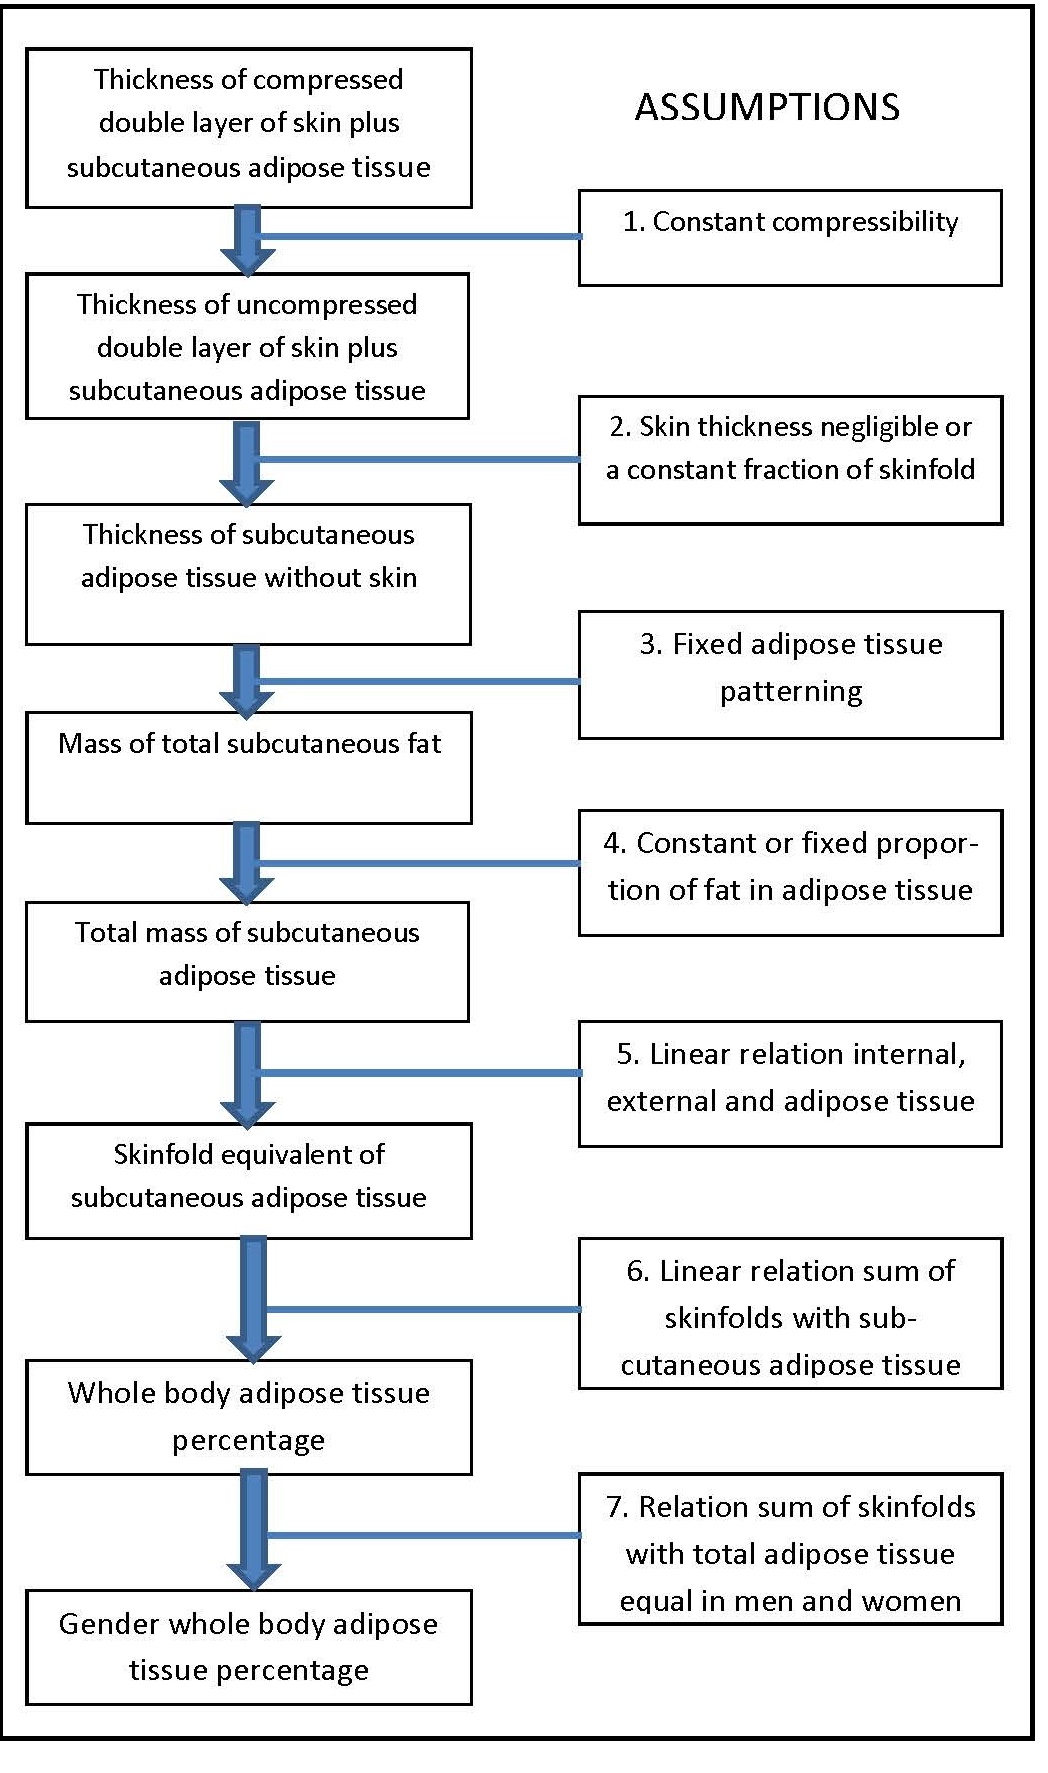 Thickness of compressed
double layer of skin plus
subcutaneous adipose tissue
ASSUMPTIONS
1. Constant compressibility
Thickness of uncompressed
double layer of skin plus
subcutaneous adipose tissue
2. Skin thickness negligible or
a constant fraction of skinfold
Thickness of subcutaneous
adipose tissue without skin
3. Fixed adipose tissue
patterning
Mass of total subcutaneous fat
4. Constant or fixed propor-
tion of fat in adipose tissue
Total mass of subcutaneous
adipose tissue
5. Linear relation internal,
external and adipose tissue
Skinfold equivalent of
subcutaneous adipose tissue
6. Linear relation sum of
skinfolds with sub-
cutaneous adipose tissue
Whole body adipose tissue
percentage
7. Relation sum of skinfolds
with total adipose tissue
equal in men and women
Gender whole body adipose
tissue percentage